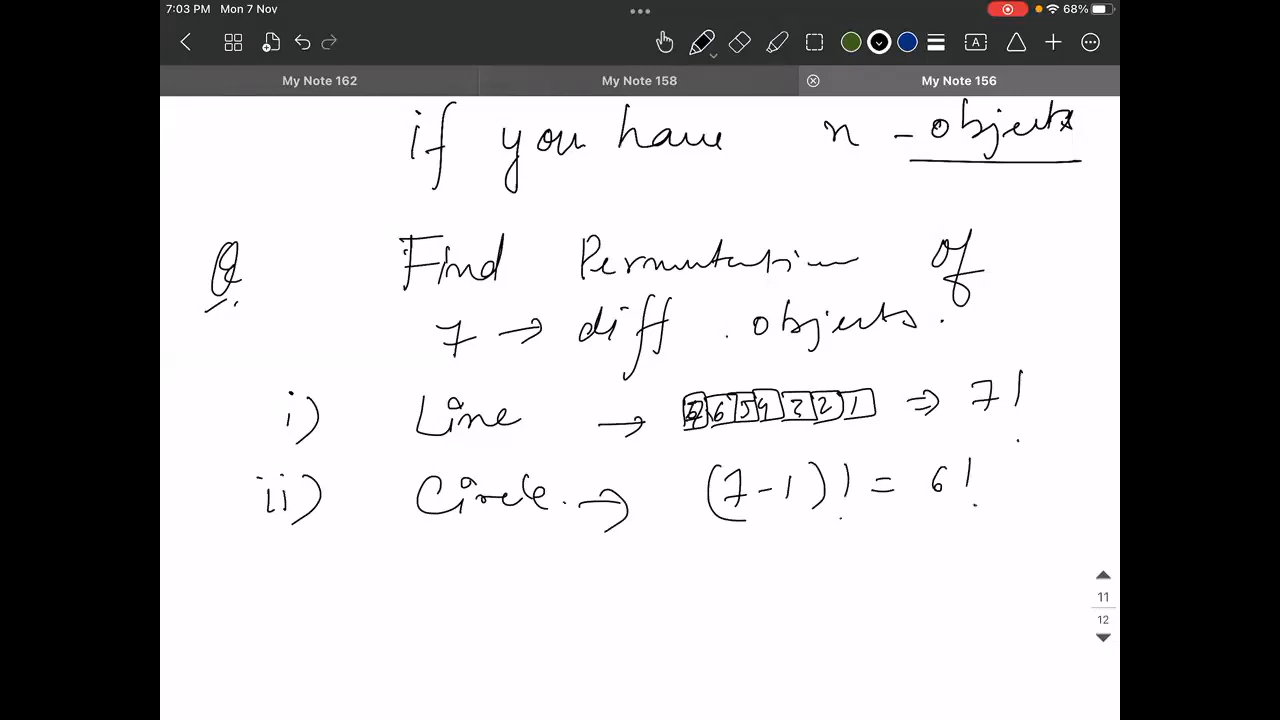 7:03 PM Mon 7 Nov
68%
My Note 162
My Note 158
My Note 156
if you have n - objects
Q. Find Permutation of
7 → diff. objects.
i) Line → 7 6 5 4 3 2 1 ⇒ 7!
ii) Circle. → (7-1)! = 6!
11
12